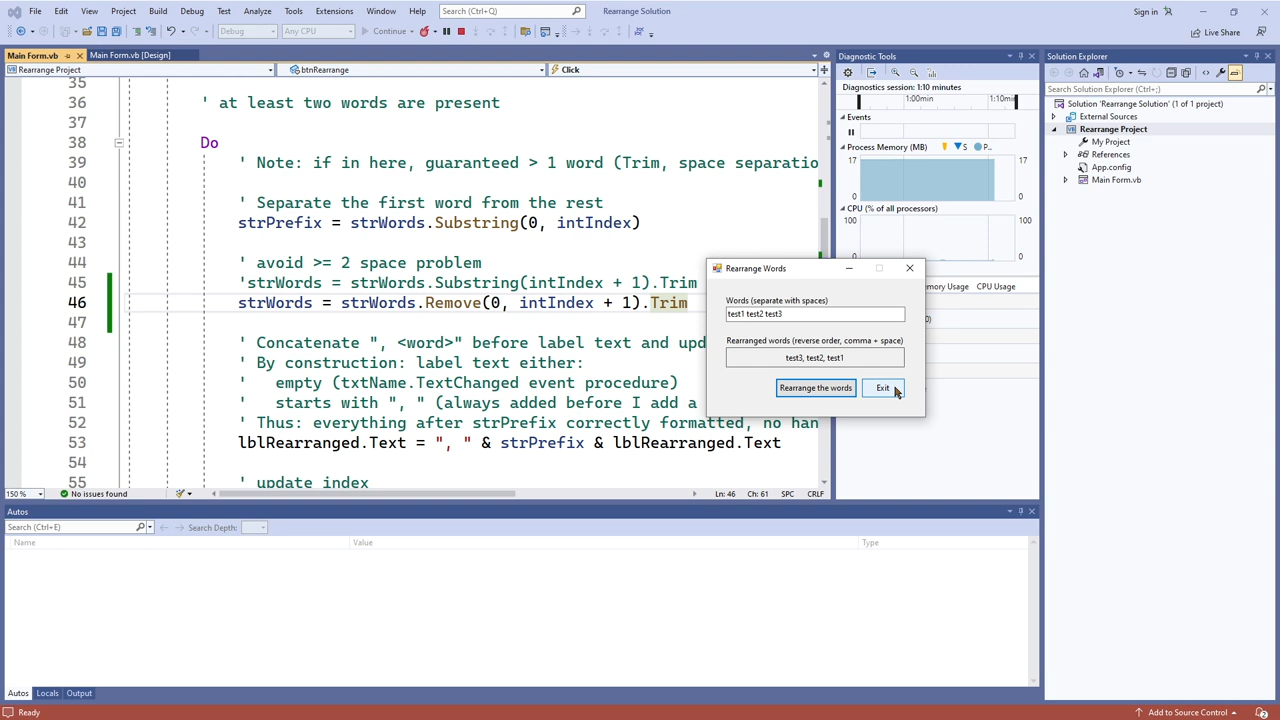 File Edit View Project Build Debug Test Analyze Tools Extensions Window Help Search (Ctrl+Q) Rearrange Solution Sign in
Debug Any CPU Continue Live Share
Main Form.vb Main Form.vb [Design]
Rearrange Project btnRearrange Click
35
36 ' at least two words are present
37
38 Do
39 ' Note: if in here, guaranteed > 1 word (Trim, space separatio
40
41 ' Separate the first word from the rest
42 strPrefix = strWords.Substring(0, intIndex)
43
44 ' avoid >= 2 space problem
45 'strWords = strWords.Substring(intIndex + 1).Trim
46 strWords = strWords.Remove(0, intIndex + 1).Trim
47
48 ' Concatenate ", <word>" before label text and upd
49 ' By construction: label text either:
50 ' empty (txtName.TextChanged event procedure)
51 ' starts with ", " (always added before I add a
52 ' Thus: everything after strPrefix correctly formatted, no han
53 lblRearranged.Text = ", " & strPrefix & lblRearranged.Text
54
55 ' update index
150 % No issues found Ln: 46 Ch: 61 SPC CRLF
Rearrange Words
Words (separate with spaces)
test1 test2 test3
Rearranged words (reverse order, comma + space)
test3, test2, test1
Rearrange the words Exit
Diagnostic Tools
Diagnostics session: 1:10 minutes
1:00min 1:10min
Events
Process Memory (MB) S P...
17 17
0 0
CPU (% of all processors)
100 100
0 0
emory Usage CPU Usage
0)
Solution Explorer
Search Solution Explorer (Ctrl+;)
Solution 'Rearrange Solution' (1 of 1 project)
External Sources
Rearrange Project
My Project
References
App.config
Main Form.vb
Autos
Search (Ctrl+E) Search Depth:
Name Value Type
Autos Locals Output
Ready Add to Source Control 2